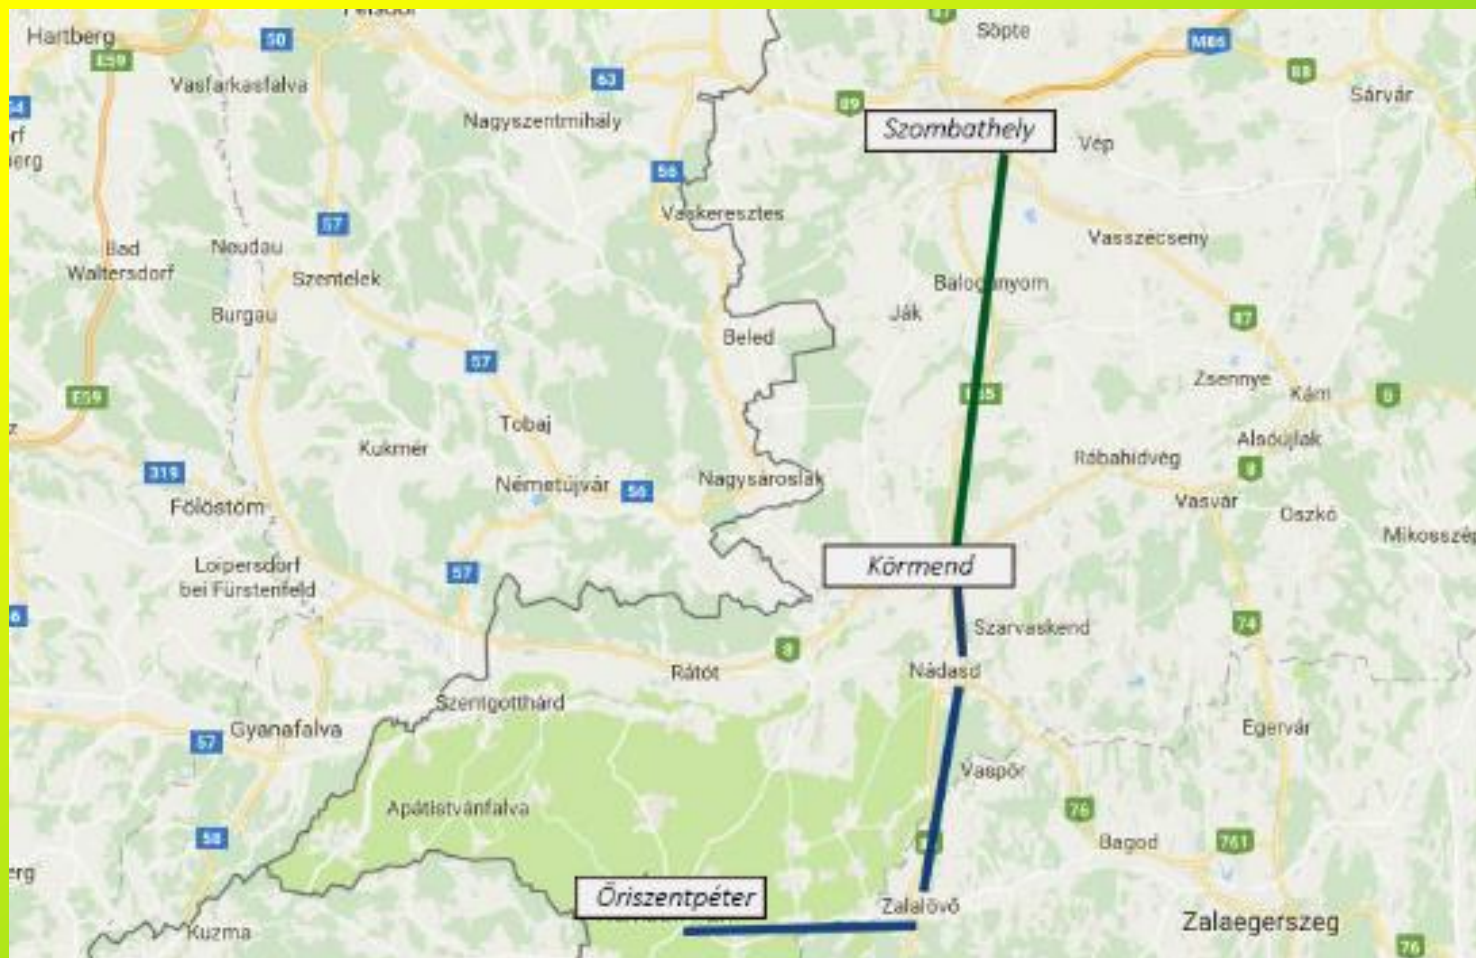 Hartberg
50
E59
Vasfarkasfalva
63
Nagyszentmihály
89
Söpte
M86
88
Sárvár
Szombathely
Vép
56
Vaskeresztes
57
Bad
Waltersdorf
Neudau
Szentelek
Vasszécseny
Burgau
Ják
87
Beled
57
E59
Zsennye
Kám
8
Tobaj
Kukmér
Alsóújlak
Rábahídvég
8
319
Németújvár
56
Nagysároslak
Vasvár
Fölöstöm
Oszkó
Loipersdorf
bei Fürstenfeld
57
Körmend
Szarvaskend
74
8
Rátót
Nádasd
Szentgotthárd
57
Gyanafalva
Egervár
Vaspör
Apátistvánfalva
76
58
Bagod
761
Őriszentpéter
Zalalövő
Kuzma
Zalaegerszeg
76